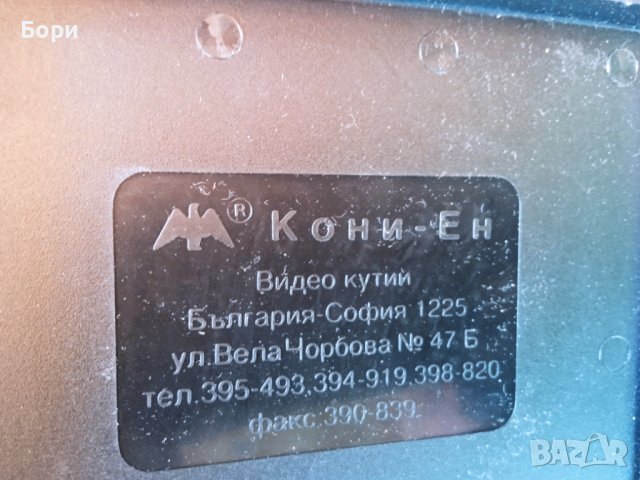 Бори
® Кони-Ен
Видео кутии
България-София 1225
ул.Вела Чорбова № 47 Б
тел.395-493,394-919,398-820
факс.390-839.
BAZAR